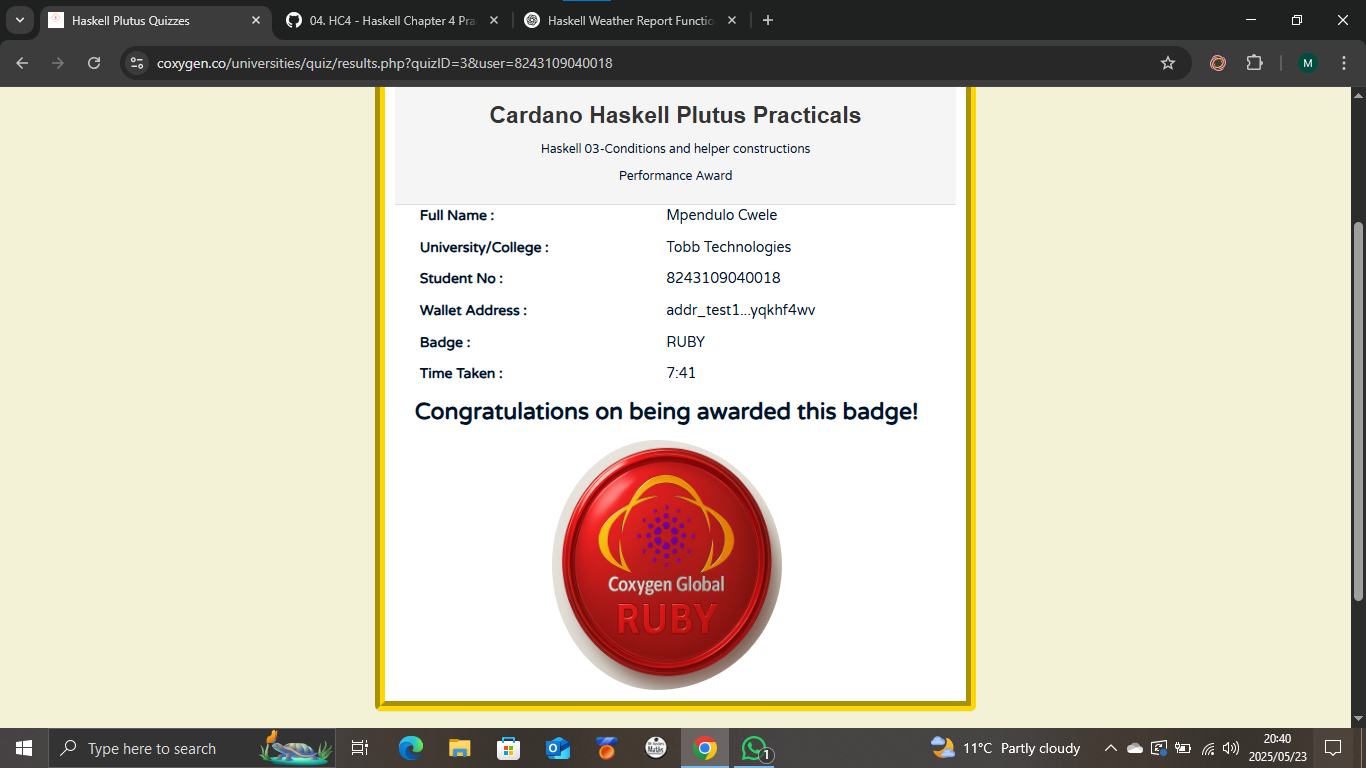 Haskell Plutus Quizzes
04. HC4 - Haskell Chapter 4 Pra
Haskell Weather Report Functio
coxygen.co/universities/quiz/results.php?quizID=3&user=8243109040018
M
Cardano Haskell Plutus Practicals
Haskell 03-Conditions and helper constructions
Performance Award
Full Name : Mpendulo Cwele
University/College : Tobb Technologies
Student No : 8243109040018
Wallet Address : addr_test1...yqkhf4wv
Badge : RUBY
Time Taken : 7:41
Congratulations on being awarded this badge!
Coxygen Global
RUBY
Type here to search
1
11°C Partly cloudy
20:40
2025/05/23